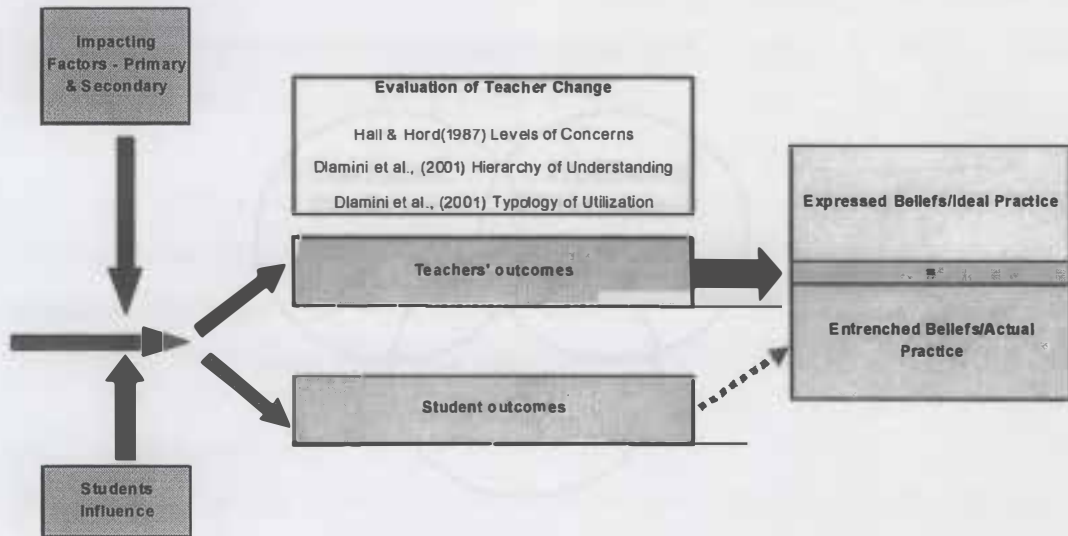 Impacting
Factors - Primary
& Secondary
Evaluation of Teacher Change
Hall & Hord(1987) Levels of Concerns
Dlamini et al., (2001) Hierarchy of Understanding
Dlamini et al., (2001) Typology of Utilization
Expressed Beliefs/Ideal Practice
Teachers' outcomes
Entrenched Beliefs/Actual
Practice
Student outcomes
Students
Influence